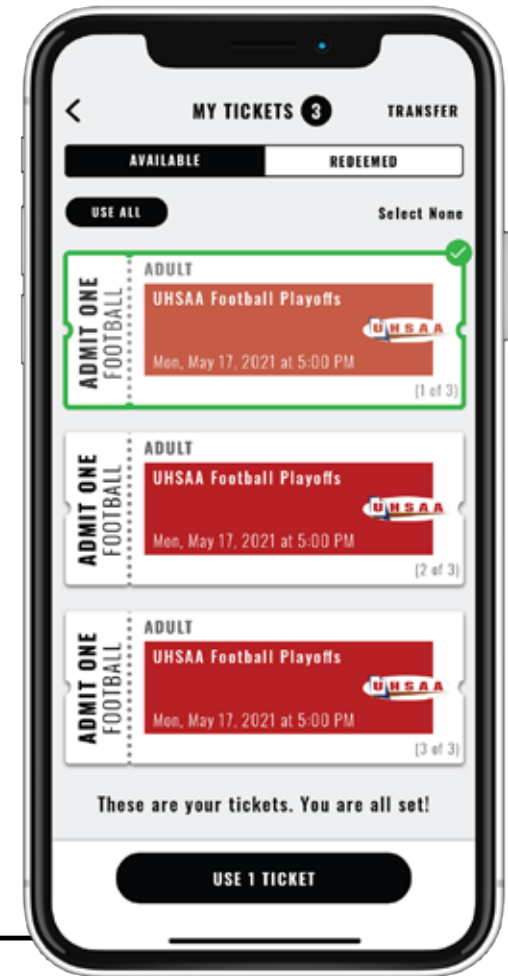 MY TICKETS 3 TRANSFER
AVAILABLE REDEEMED
USE ALL Select None
ADMIT ONE
FOOTBALL
ADULT
UHSAA Football Playoffs
UHSAA
Mon, May 17, 2021 at 5:00 PM
(1 of 3)
ADMIT ONE
FOOTBALL
ADULT
UHSAA Football Playoffs
UHSAA
Mon, May 17, 2021 at 5:00 PM
(2 of 3)
ADMIT ONE
FOOTBALL
ADULT
UHSAA Football Playoffs
UHSAA
Mon, May 17, 2021 at 5:00 PM
(3 of 3)
These are your tickets. You are all set!
USE 1 TICKET